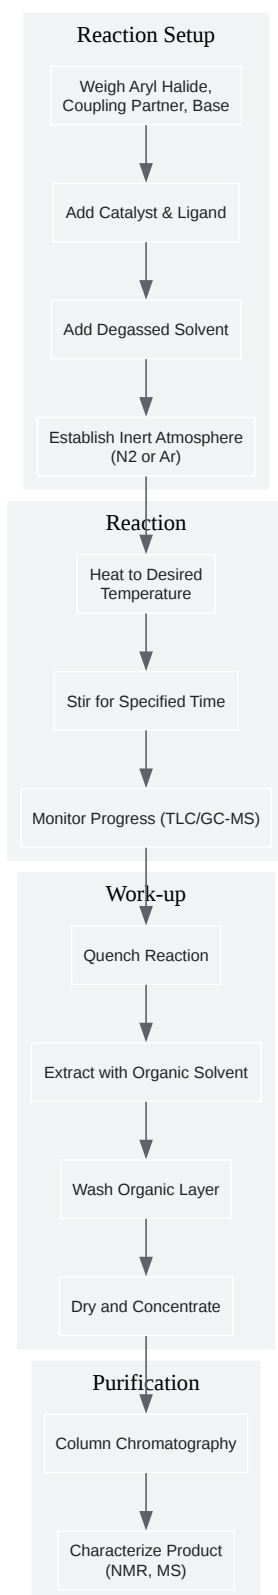 Reaction Setup
Weigh Aryl Halide,
Coupling Partner, Base
Add Catalyst & Ligand
Add Degassed Solvent
Establish Inert Atmosphere
(N2 or Ar)
Reaction
Heat to Desired
Temperature
Stir for Specified Time
Monitor Progress (TLC/GC-MS)
Work-up
Quench Reaction
Extract with Organic Solvent
Wash Organic Layer
Dry and Concentrate
Purification
Column Chromatography
Characterize Product
(NMR, MS)